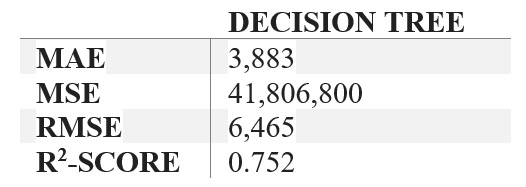 DECISION TREE
MAE 3,883
MSE 41,806,800
RMSE 6,465
R²-SCORE 0.752